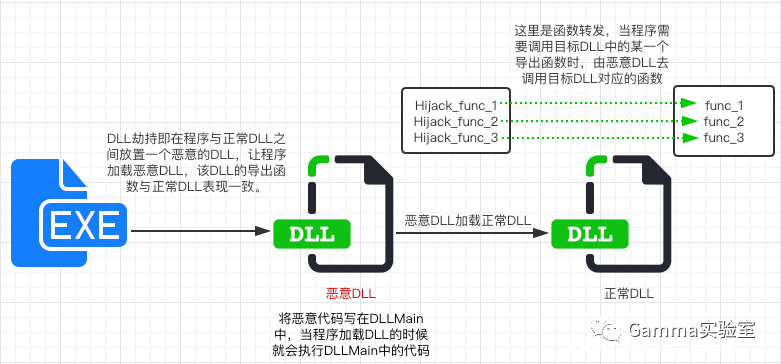 这里是函数转发，当程序需
要调用目标DLL中的某一个
导出函数时，由恶意DLL去
调用目标DLL对应的函数
Hijack_func_1
Hijack_func_2
Hijack_func_3
func_1
func_2
func_3
DLL劫持即在程序与正常DLL之
间放置一个恶意的DLL，让程序
加载恶意DLL，该DLL的导出函
数与正常DLL表现一致。
EXE
DLL
恶意DLL加载正常DLL
DLL
恶意DLL
正常DLL
将恶意代码写在DLLMain
中，当程序加载DLL的时候
就会执行DLLMain中的代码
Gamma实验室